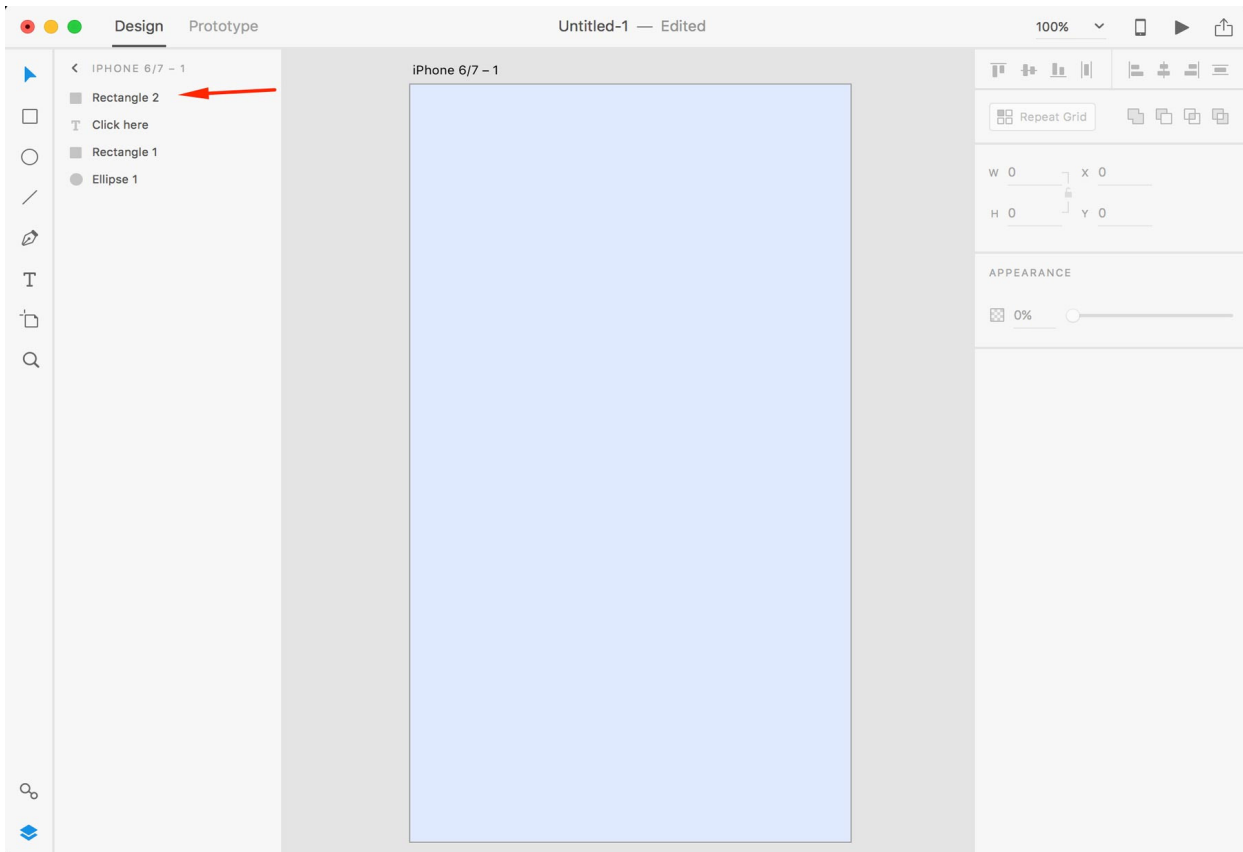 Design Prototype Untitled-1 — Edited 100%
IPHONE 6/7 – 1
Rectangle 2
Click here
Rectangle 1
Ellipse 1
iPhone 6/7 – 1
Repeat Grid
W 0 X 0
H 0 Y 0
APPEARANCE
0%